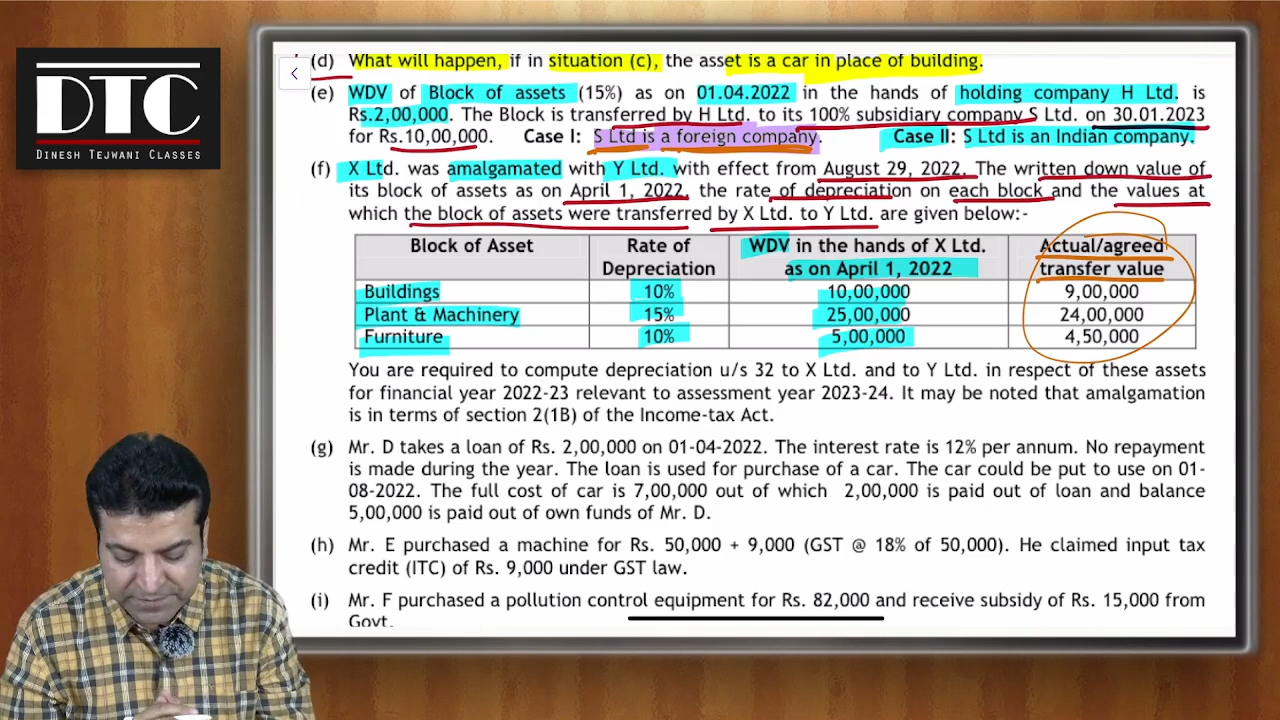 DTC
DINESH TEJWANI CLASSES
(d) What will happen, if in situation (c), the asset is a car in place of building.
(e) WDV of Block of assets (15%) as on 01.04.2022 in the hands of holding company H Ltd. is
Rs.2,00,000. The Block is transferred by H Ltd. to its 100% subsidiary company S Ltd. on 30.01.2023
for Rs.10,00,000. Case I: S Ltd is a foreign company. Case II: S Ltd is an Indian company.
(f) X Ltd. was amalgamated with Y Ltd. with effect from August 29, 2022. The written down value of
its block of assets as on April 1, 2022, the rate of depreciation on each block and the values at
which the block of assets were transferred by X Ltd. to Y Ltd. are given below:-
Block of Asset Rate of Depreciation WDV in the hands of X Ltd. as on April 1, 2022 Actual/agreed transfer value
Buildings 10% 10,00,000 9,00,000
Plant & Machinery 15% 25,00,000 24,00,000
Furniture 10% 5,00,000 4,50,000
You are required to compute depreciation u/s 32 to X Ltd. and to Y Ltd. in respect of these assets
for financial year 2022-23 relevant to assessment year 2023-24. It may be noted that amalgamation
is in terms of section 2(1B) of the Income-tax Act.
(g) Mr. D takes a loan of Rs. 2,00,000 on 01-04-2022. The interest rate is 12% per annum. No repayment
is made during the year. The loan is used for purchase of a car. The car could be put to use on 01-
08-2022. The full cost of car is 7,00,000 out of which 2,00,000 is paid out of loan and balance
5,00,000 is paid out of own funds of Mr. D.
(h) Mr. E purchased a machine for Rs. 50,000 + 9,000 (GST @ 18% of 50,000). He claimed input tax
credit (ITC) of Rs. 9,000 under GST law.
(i) Mr. F purchased a pollution control equipment for Rs. 82,000 and receive subsidy of Rs. 15,000 from
Govt.